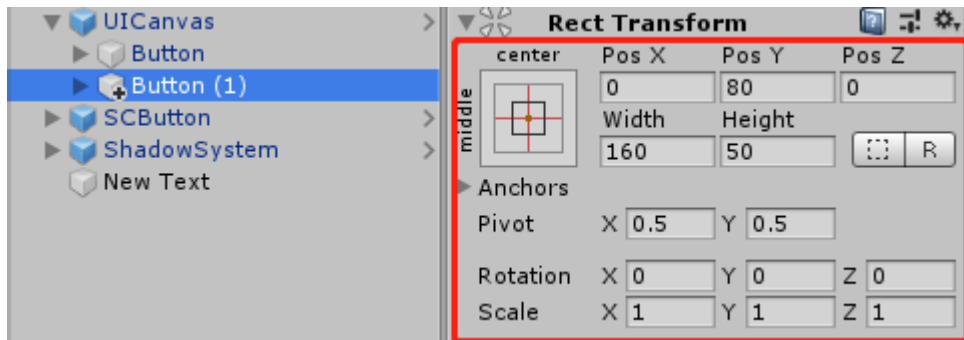 UICanvas
Button
Button (1)
SCButton
ShadowSystem
New Text
Rect Transform
center
middle
Pos X Pos Y Pos Z
0 80 0
Width Height
160 50
R
Anchors
Pivot X 0.5 Y 0.5
Rotation X 0 Y 0 Z 0
Scale X 1 Y 1 Z 1